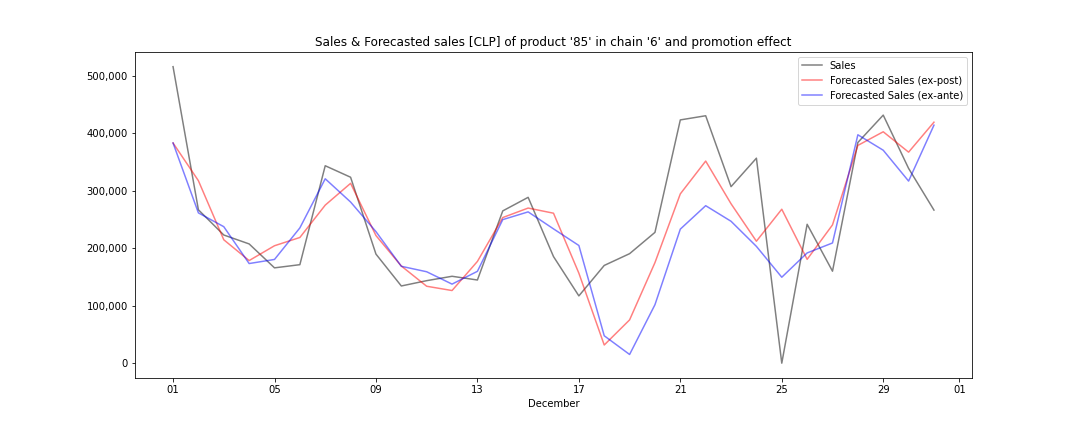 Sales & Forecasted sales [CLP] of product '85' in chain '6' and promotion effect
Sales
Forecasted Sales (ex-post)
Forecasted Sales (ex-ante)
500,000
400,000
300,000
200,000
100,000
0
01 05 09 13 17 21 25 29 01
December